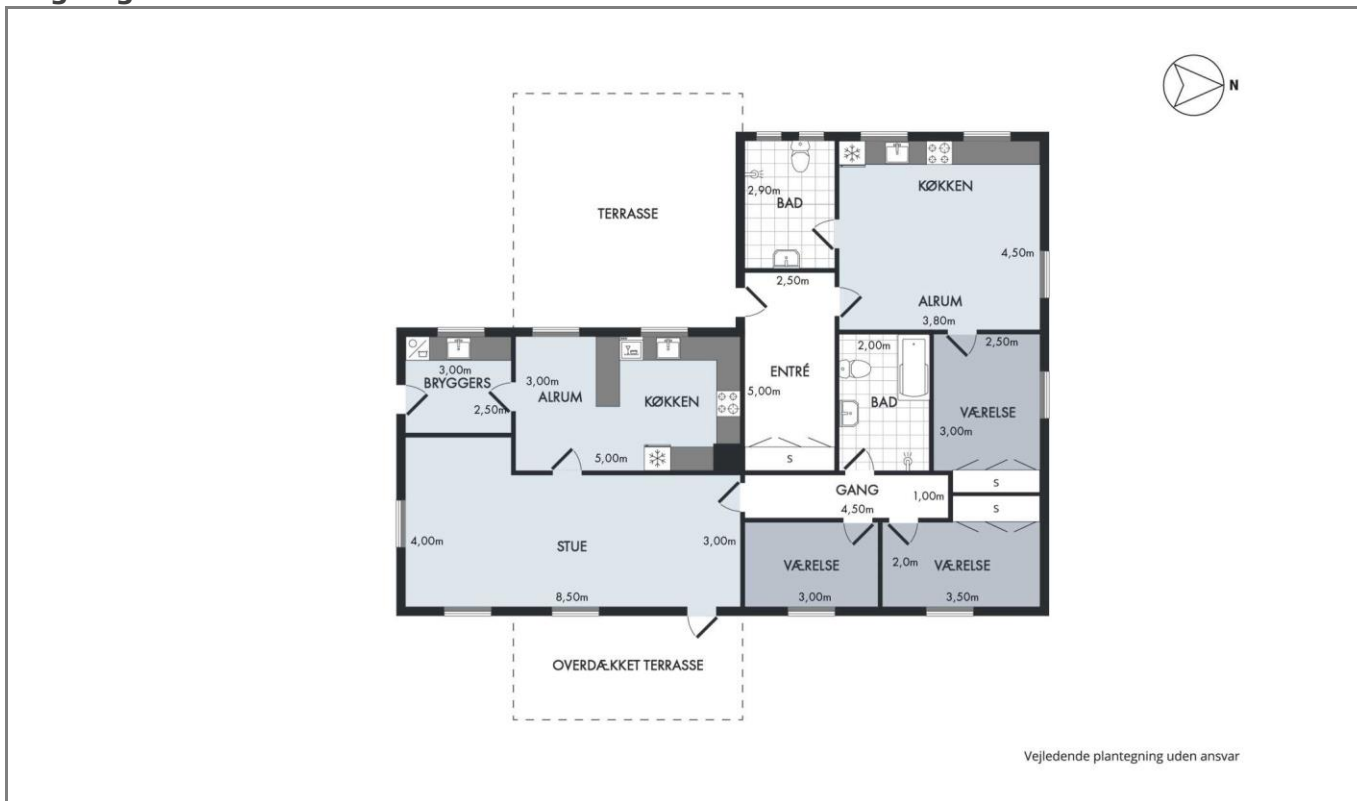 N
TERRASSE
KØKKEN
2,90m
BAD
4,50m
2,50m
ALRUM
3,80m
2,00m
2,50m
ENTRÉ
5,00m
3,00m
BRYGGERS
3,00m
ALRUM
KØKKEN
2,50m
BAD
VÆRELSE
3,00m
5,00m
S
S
GANG
1,00m
4,50m
S
4,00m
STUE
3,00m
VÆRELSE
2,0m
VÆRELSE
8,50m
3,00m
3,50m
OVERDÆKKET TERRASSE
Vejledende plantegning uden ansvar